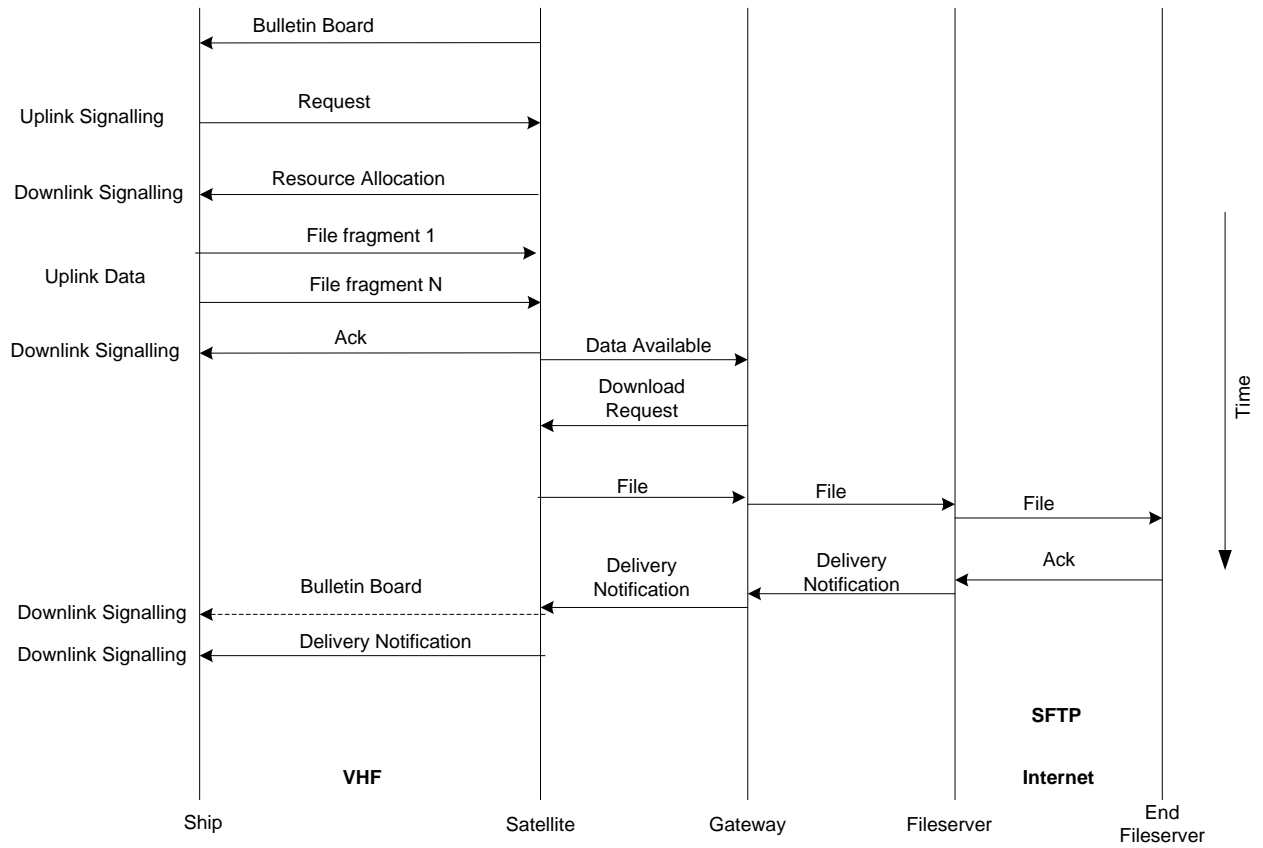 Bulletin Board
Request
Uplink Signalling
Resource Allocation
Downlink Signalling
File fragment 1
Uplink Data
File fragment N
Ack
Downlink Signalling
Data Available
Download
Request
Time
File
File
File
Delivery
Notification
Delivery
Notification
Ack
Bulletin Board
Downlink Signalling
Delivery Notification
Downlink Signalling
SFTP
VHF
Internet
Ship
Satellite
Gateway
Fileserver
End
Fileserver